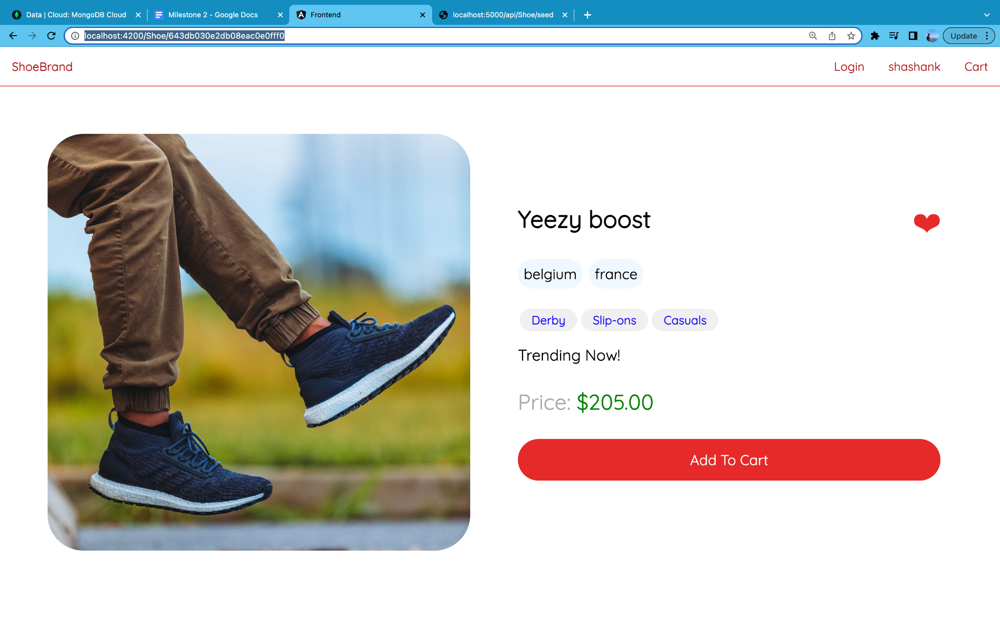 Data | Cloud: MongoDB Cloud
Milestone 2 - Google Docs
Frontend
localhost:5000/api/Shoe/seed
localhost:4200/Shoe/643db030e2db08eac0e0fff0
Update
ShoeBrand
Login
shashank
Cart
Yeezy boost
belgium
france
Derby
Slip-ons
Casuals
Trending Now!
Price: $205.00
Add To Cart